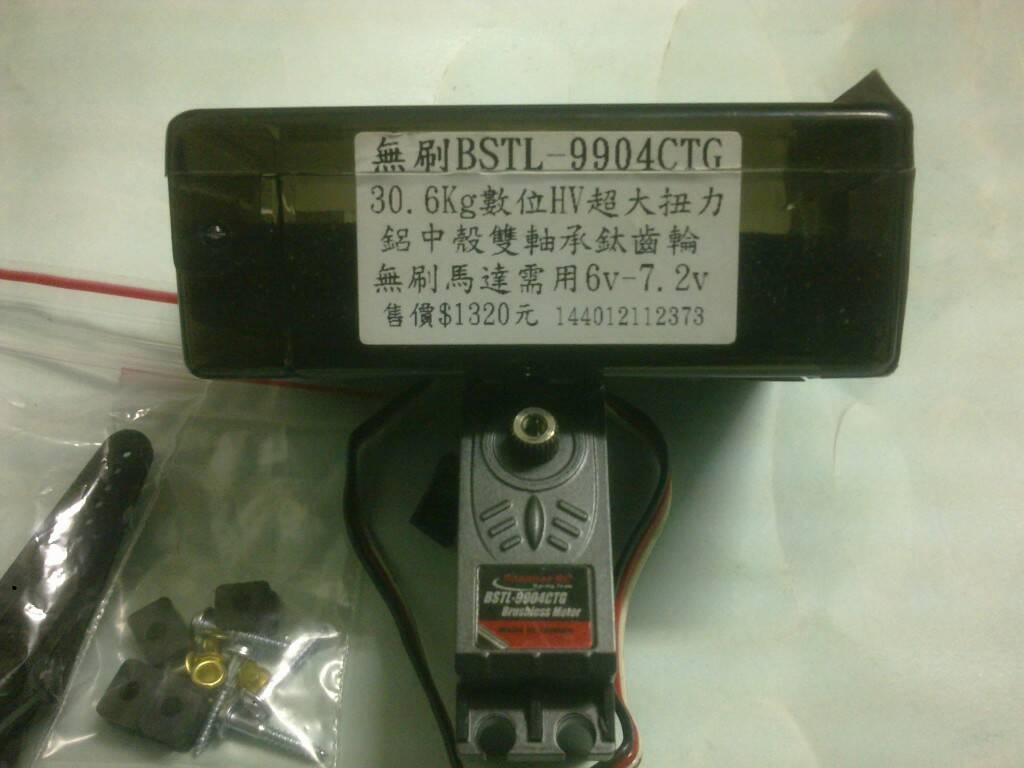 無刷BSTL-9904CTG
30.6Kg數位HV超大扭力
鋁中殼雙軸承鈦齒輪
無刷馬達需用6v-7.2v
售價$1320元 144012112373
BSTL-9904CTG
Brushless Motor